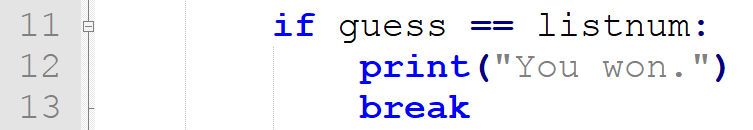 11 if guess == listnum:
12 print("You won.")
13 break